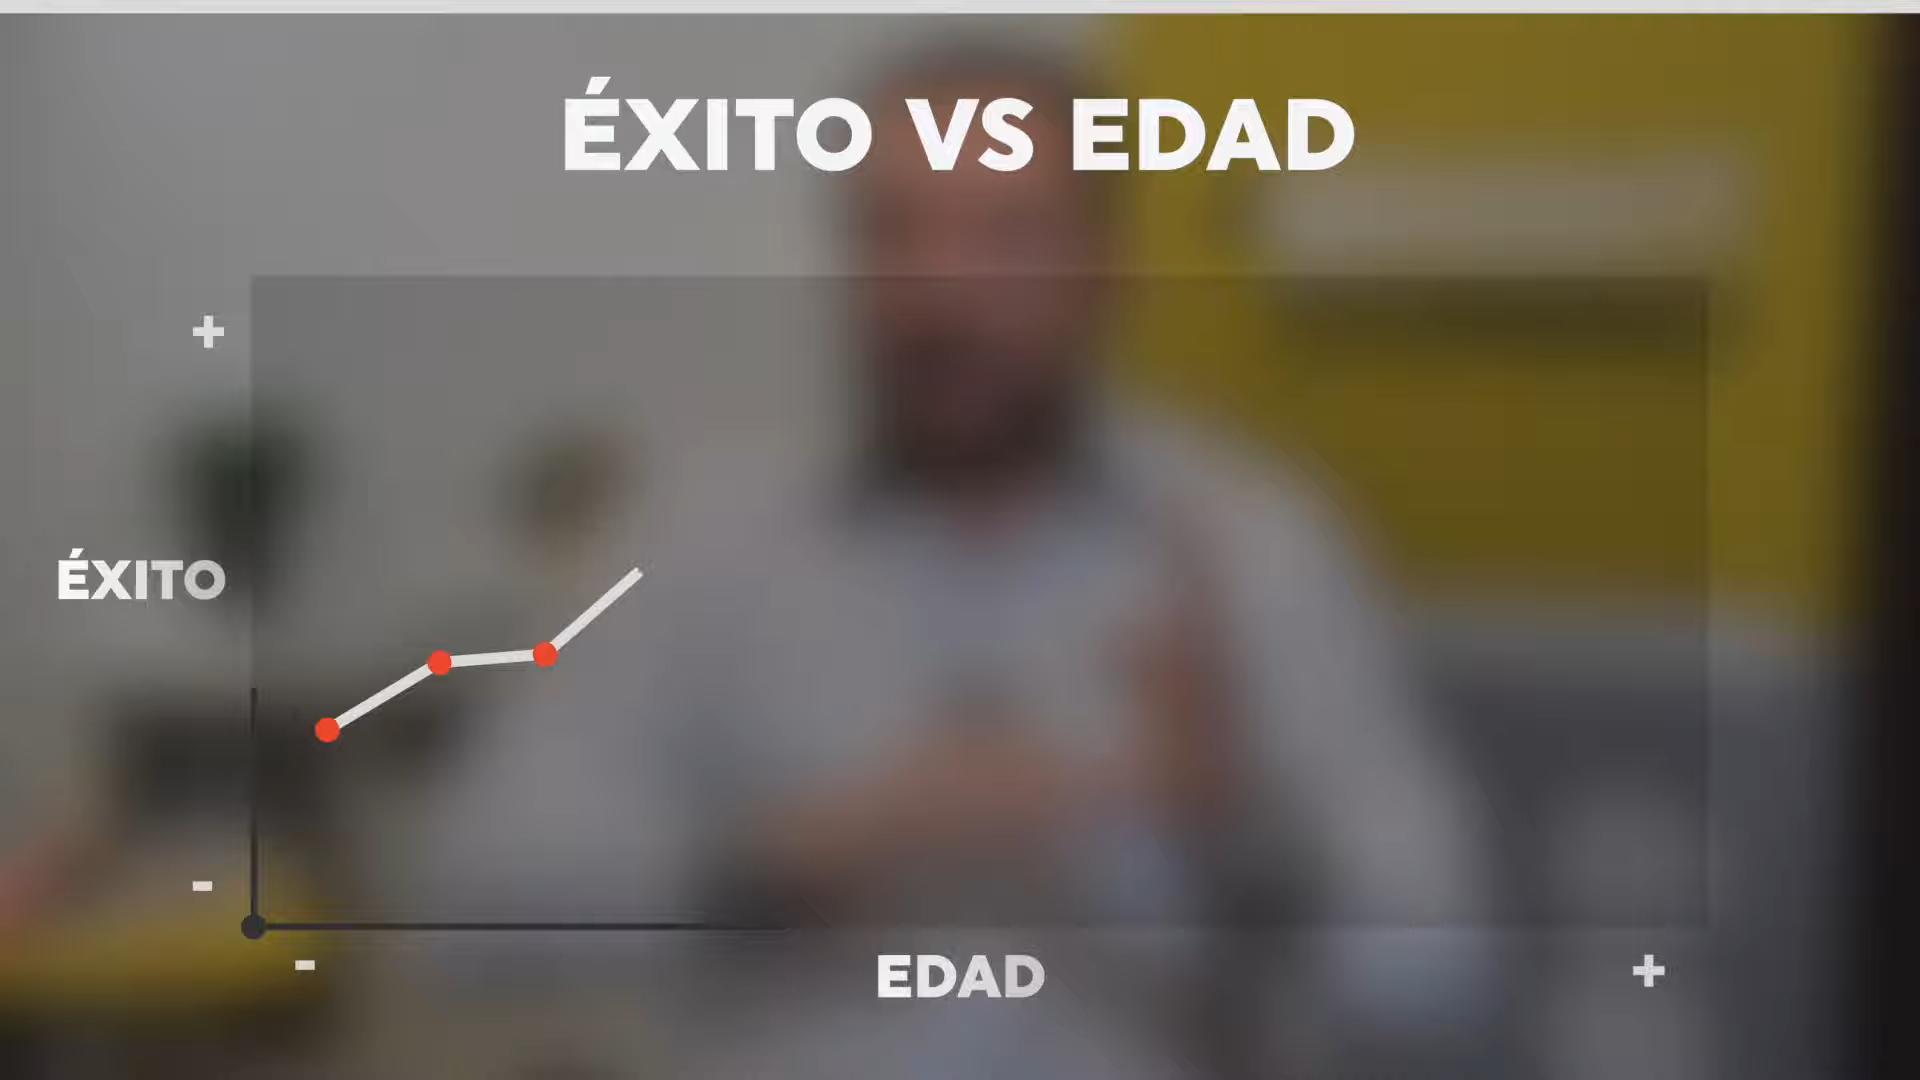 ÉXITO VS EDAD
+
ÉXITO
-
-
EDAD
+